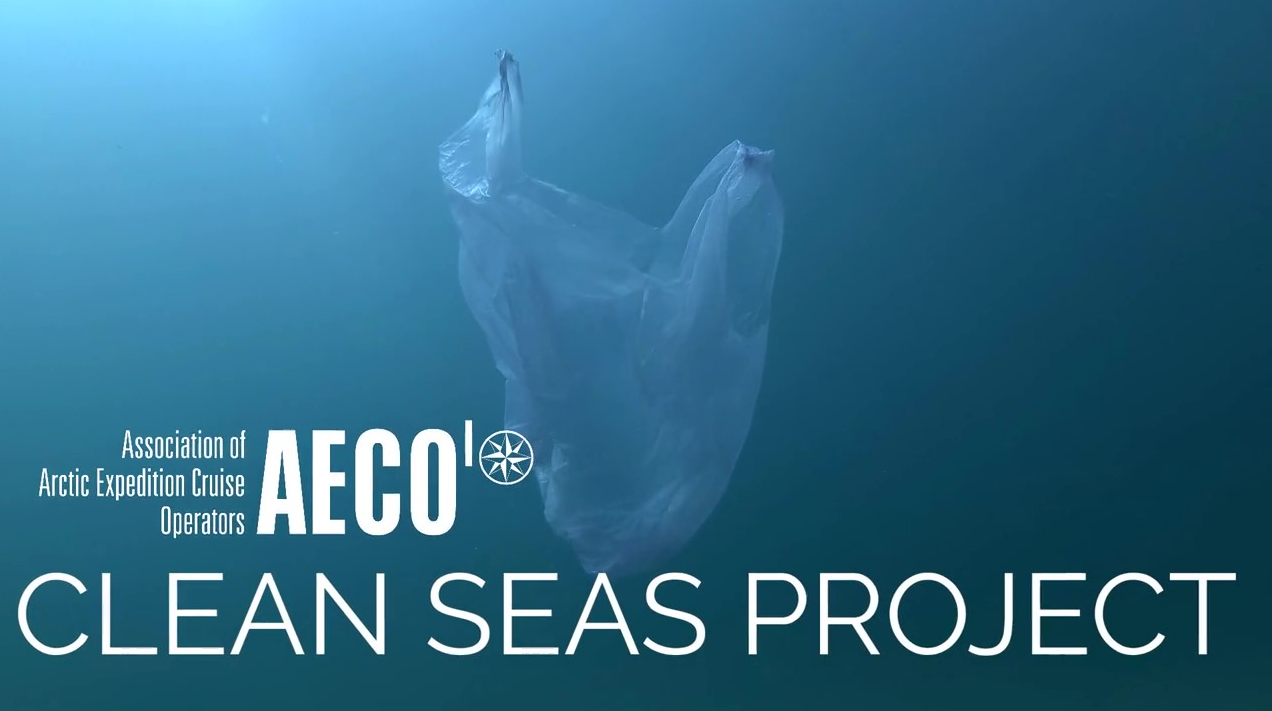 Association of
Arctic Expedition Cruise
Operators
AECO
CLEAN SEAS PROJECT